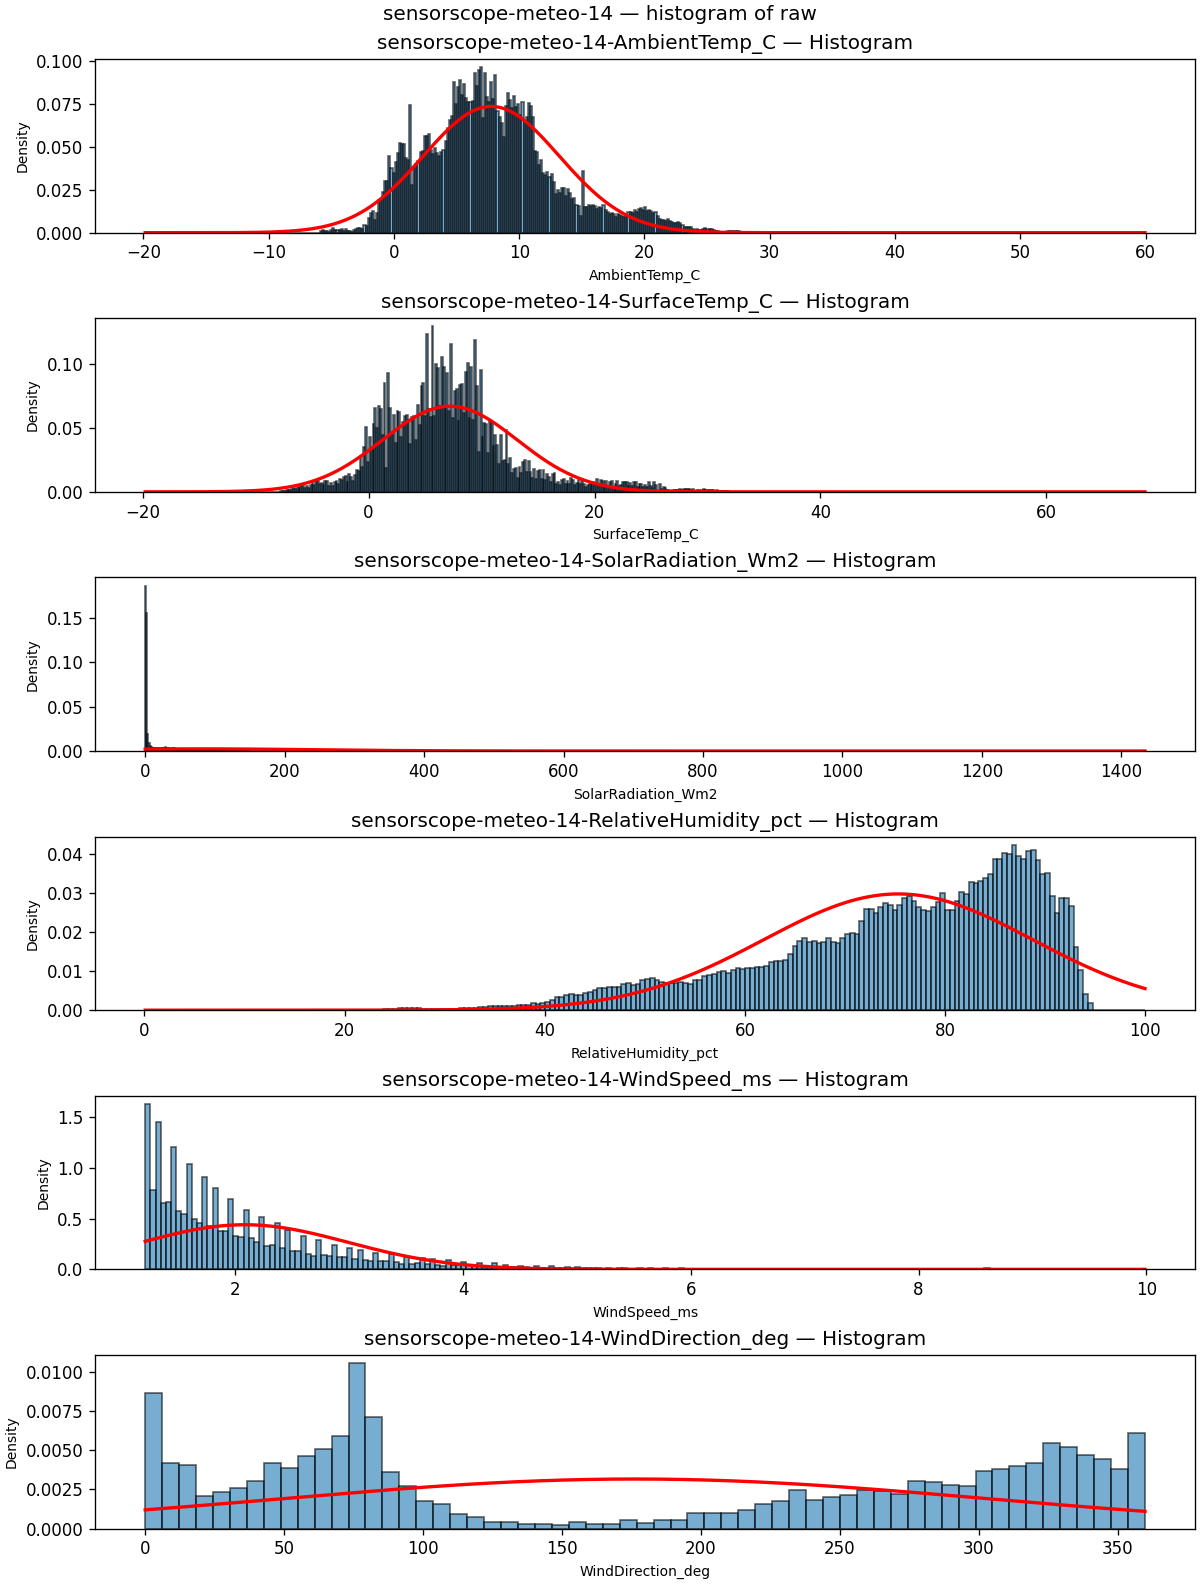 sensorscope-meteo-14 — histogram of raw
sensorscope-meteo-14-AmbientTemp_C — Histogram
0.100
0.075
0.050
0.025
0.000
Density
−20 −10 0 10 20 30 40 50 60
AmbientTemp_C
sensorscope-meteo-14-SurfaceTemp_C — Histogram
0.10
0.05
0.00
Density
−20 0 20 40 60
SurfaceTemp_C
sensorscope-meteo-14-SolarRadiation_Wm2 — Histogram
0.15
0.10
0.05
0.00
Density
0 200 400 600 800 1000 1200 1400
SolarRadiation_Wm2
sensorscope-meteo-14-RelativeHumidity_pct — Histogram
0.04
0.03
0.02
0.01
0.00
Density
0 20 40 60 80 100
RelativeHumidity_pct
sensorscope-meteo-14-WindSpeed_ms — Histogram
1.5
1.0
0.5
0.0
Density
2 4 6 8 10
WindSpeed_ms
sensorscope-meteo-14-WindDirection_deg — Histogram
0.0100
0.0075
0.0050
0.0025
0.0000
Density
0 50 100 150 200 250 300 350
WindDirection_deg